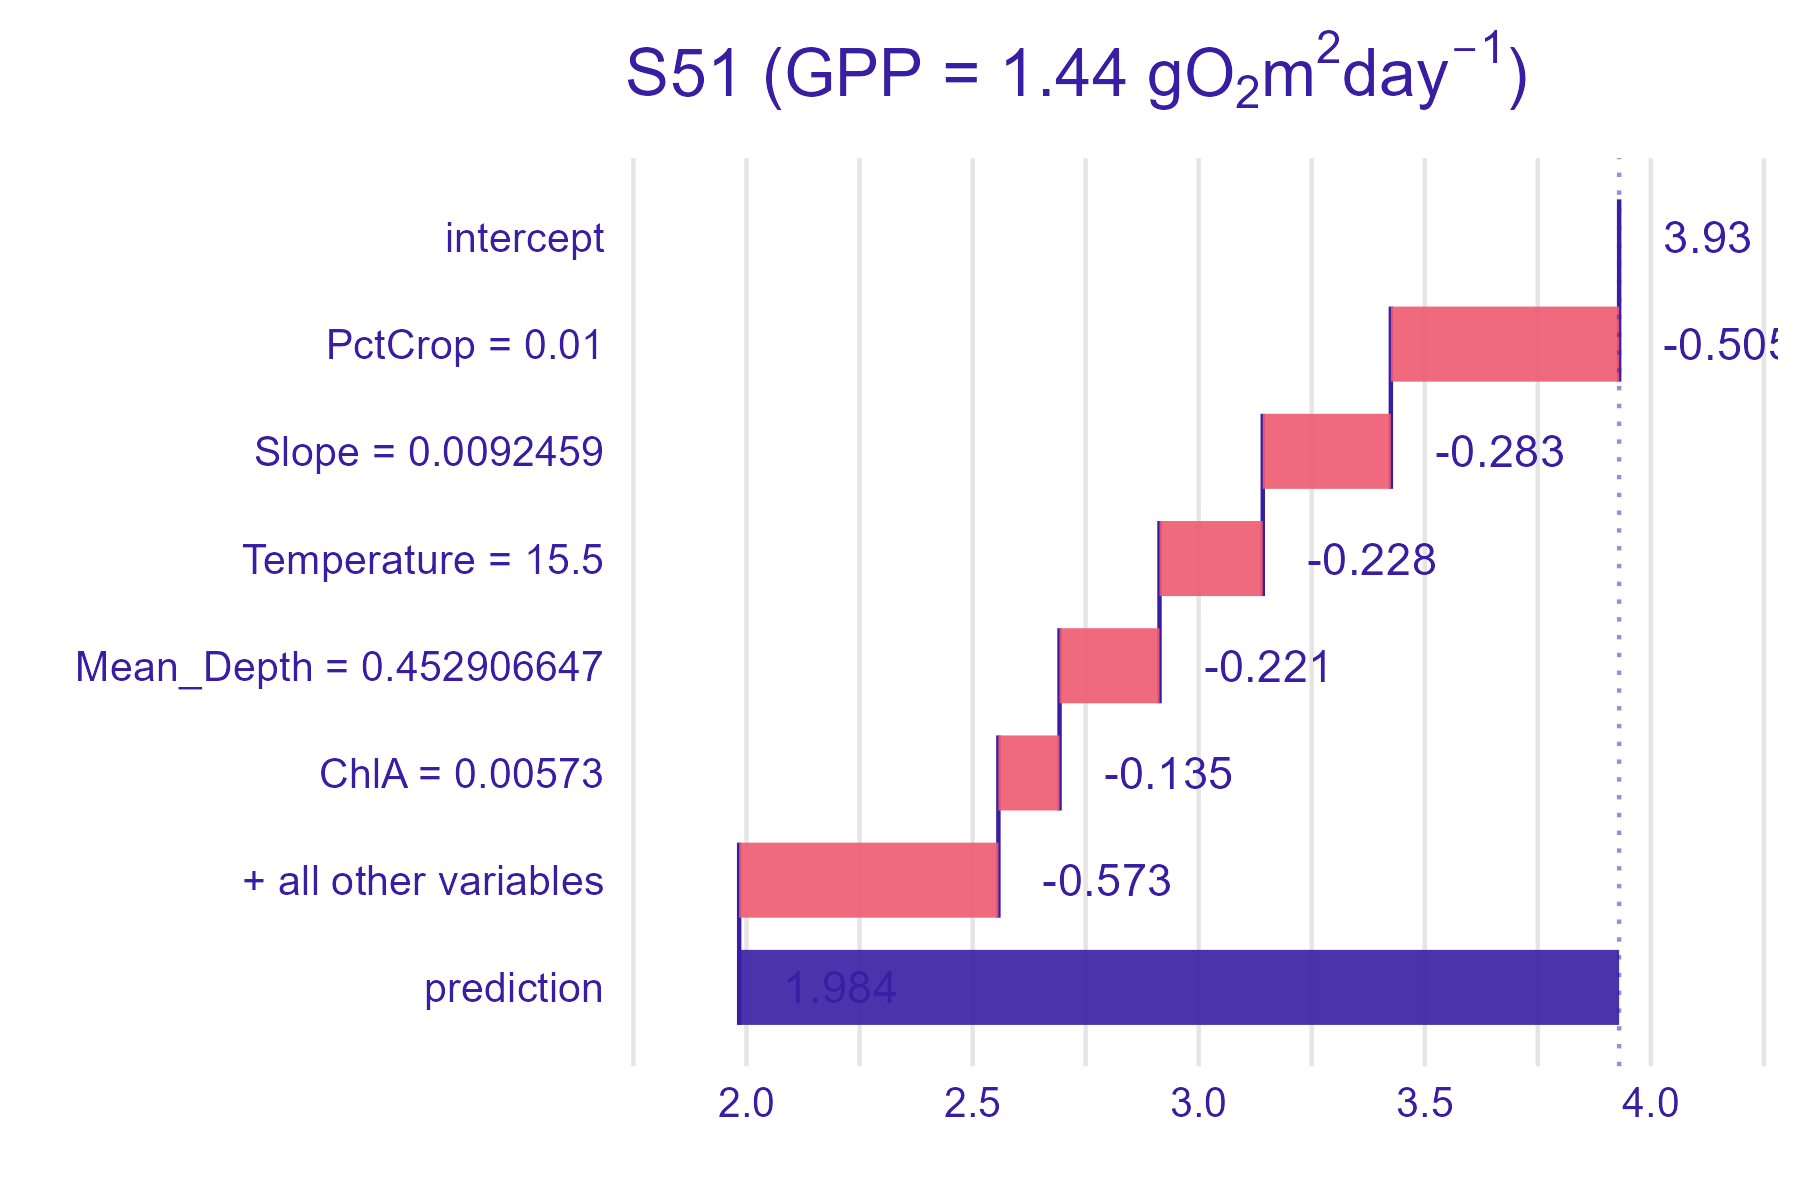 S51 (GPP = 1.44 gO₂m²day⁻¹)
intercept 3.93
PctCrop = 0.01 -0.505
Slope = 0.0092459 -0.283
Temperature = 15.5 -0.228
Mean_Depth = 0.452906647 -0.221
ChlA = 0.00573 -0.135
+ all other variables -0.573
prediction 1.984
2.0 2.5 3.0 3.5 4.0